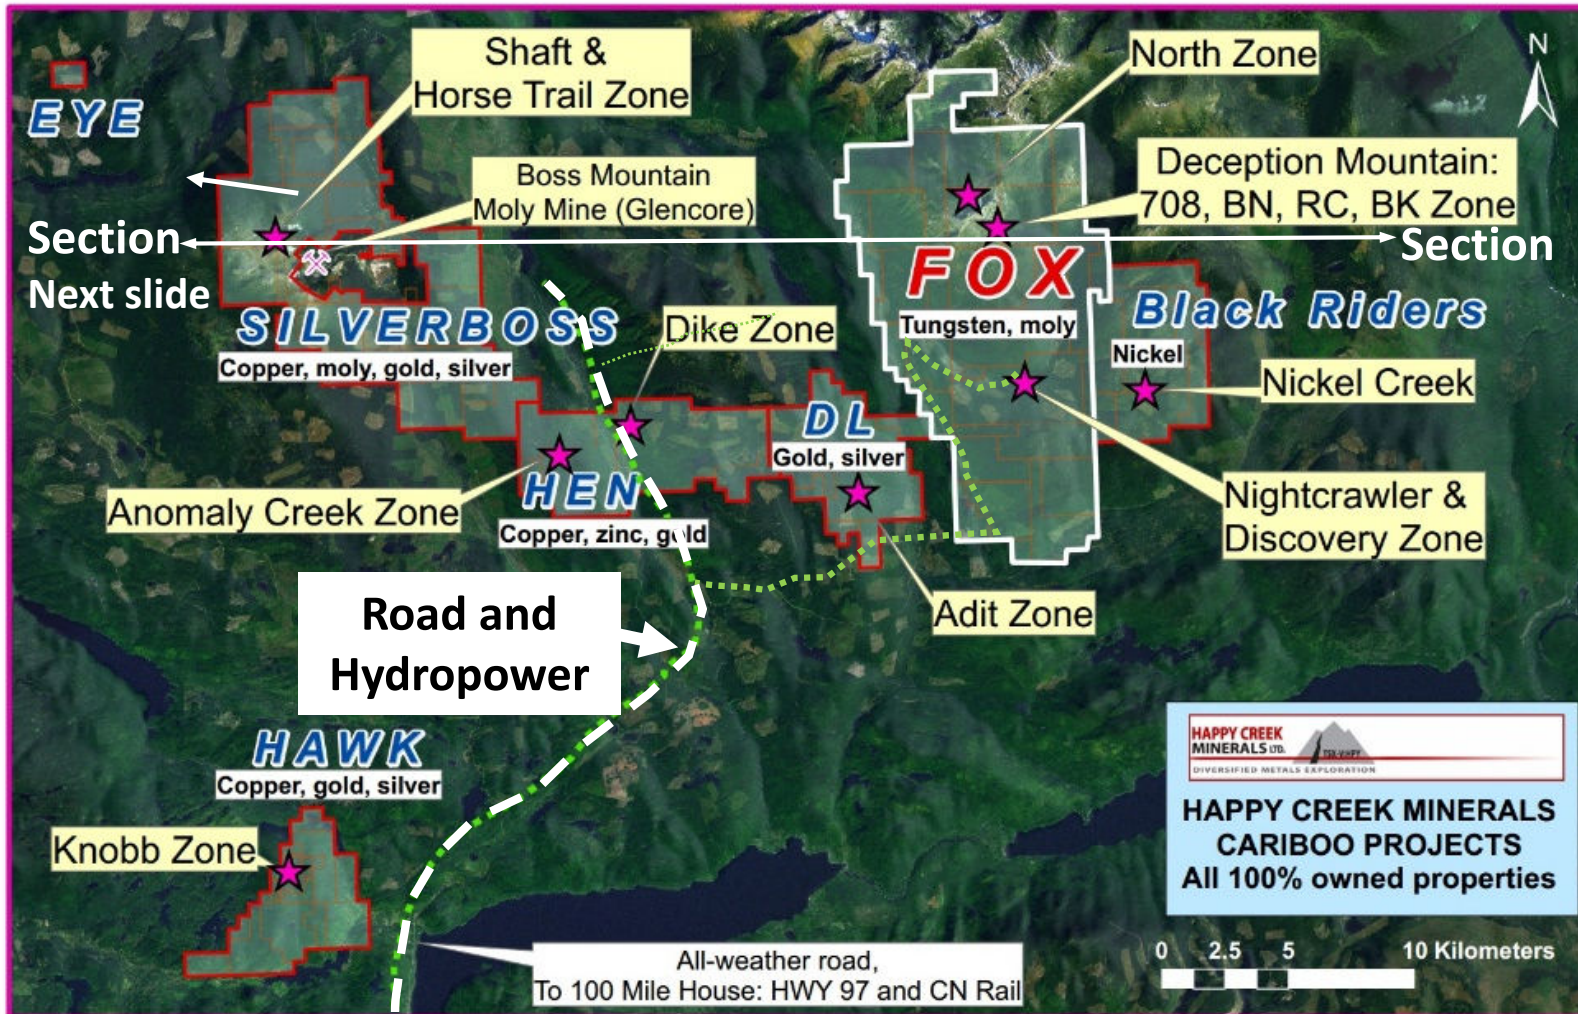 Shaft &
Horse Trail Zone
North Zone
N
EYE
Boss Mountain
Moly Mine (Glencore)
Deception Mountain:
708, BN, RC, BK Zone
Section
Section
Next slide
FOX
Tungsten, moly
Black Riders
Nickel
SILVERBOSS
Copper, moly, gold, silver
Dike Zone
Nickel Creek
DL
Gold, silver
HEN
Copper, zinc, gold
Anomaly Creek Zone
Nightcrawler &
Discovery Zone
Road and
Hydropower
Adit Zone
HAWK
Copper, gold, silver
Knobb Zone
HAPPY CREEK
MINERALS LTD.
TSX-V:HPY
DIVERSIFIED METALS EXPLORATION
HAPPY CREEK MINERALS
CARIBOO PROJECTS
All 100% owned properties
0 2.5 5 10 Kilometers
All-weather road,
To 100 Mile House: HWY 97 and CN Rail